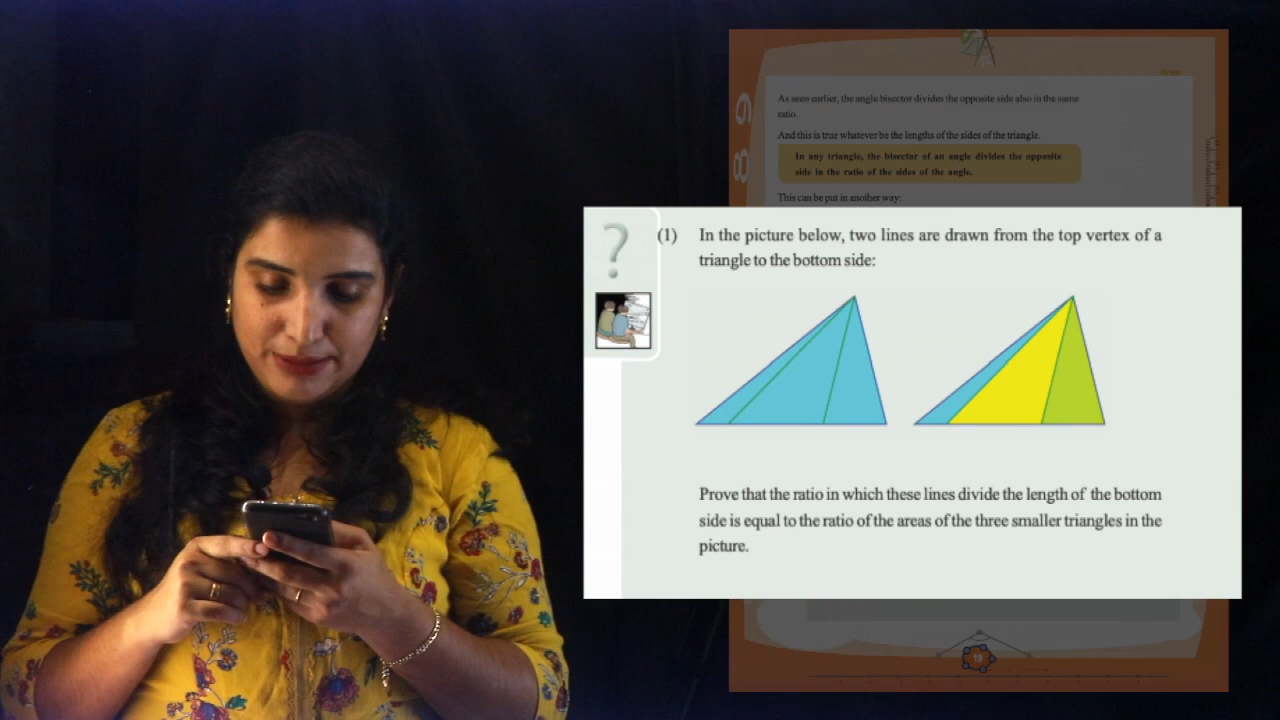 Areas
As seen earlier, the angle bisector divides the opposite side also in the same
ratio.
And this is true whatever be the lengths of the sides of the triangle.
In any triangle, the bisector of an angle divides the opposite
side in the ratio of the sides of the angle.
This can be put in another way:
?
(1) In the picture below, two lines are drawn from the top vertex of a
triangle to the bottom side:
Prove that the ratio in which these lines divide the length of the bottom
side is equal to the ratio of the areas of the three smaller triangles in the
picture.
19